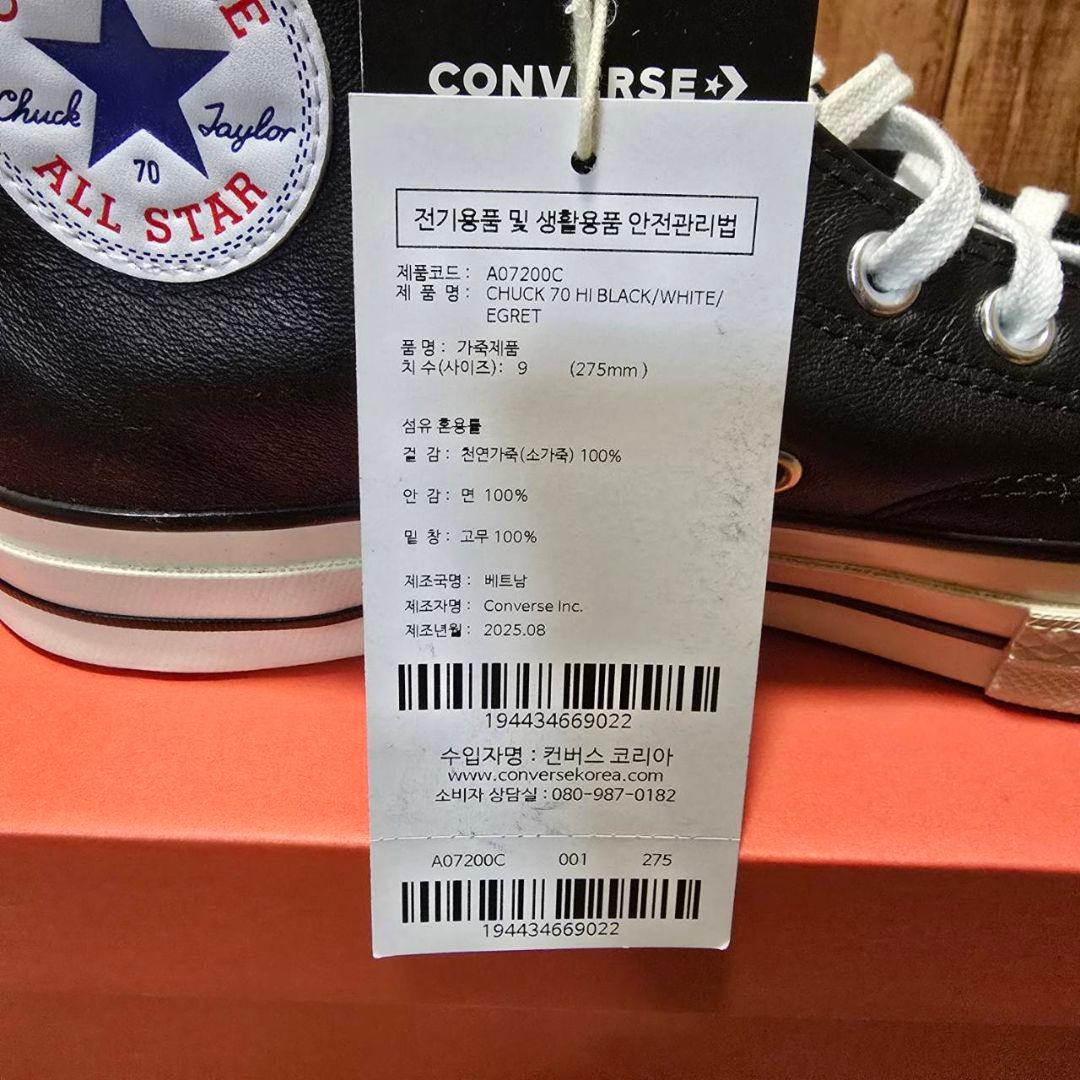 Chuck Taylor
70
ALL STAR
CONVERSE
전기용품 및 생활용품 안전관리법
제품코드 : A07200C
제 품 명 : CHUCK 70 HI BLACK/WHITE/
EGRET
품 명 : 가죽제품
치 수(사이즈) : 9 (275mm)
섬유 혼용률
겉 감 : 천연가죽(소가죽) 100%
안 감 : 면 100%
밑 창 : 고무 100%
제조국명 : 베트남
제조자명 : Converse Inc.
제조년월 : 2025.08
194434669022
수입자명 : 컨버스 코리아
www.conversekorea.com
소비자 상담실 : 080-987-0182
A07200C 001 275
194434669022